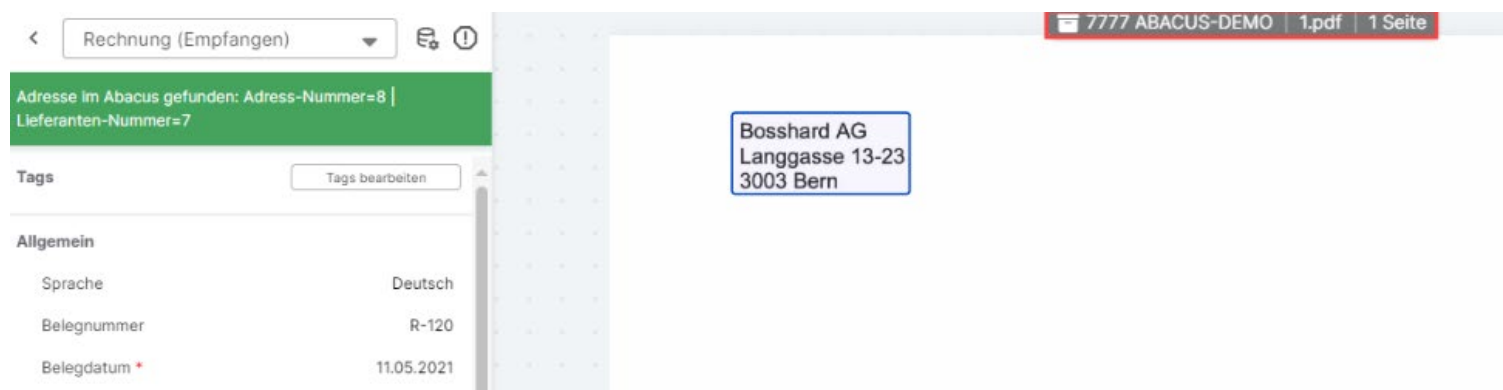 Rechnung (Empfangen)
7777 ABACUS-DEMO | 1.pdf | 1 Seite
Adresse im Abacus gefunden: Adress-Nummer=8 |
Lieferanten-Nummer=7
Tags
Tags bearbeiten
Allgemein
Sprache Deutsch
Belegnummer R-120
Belegdatum * 11.05.2021
Bosshard AG
Langgasse 13-23
3003 Bern